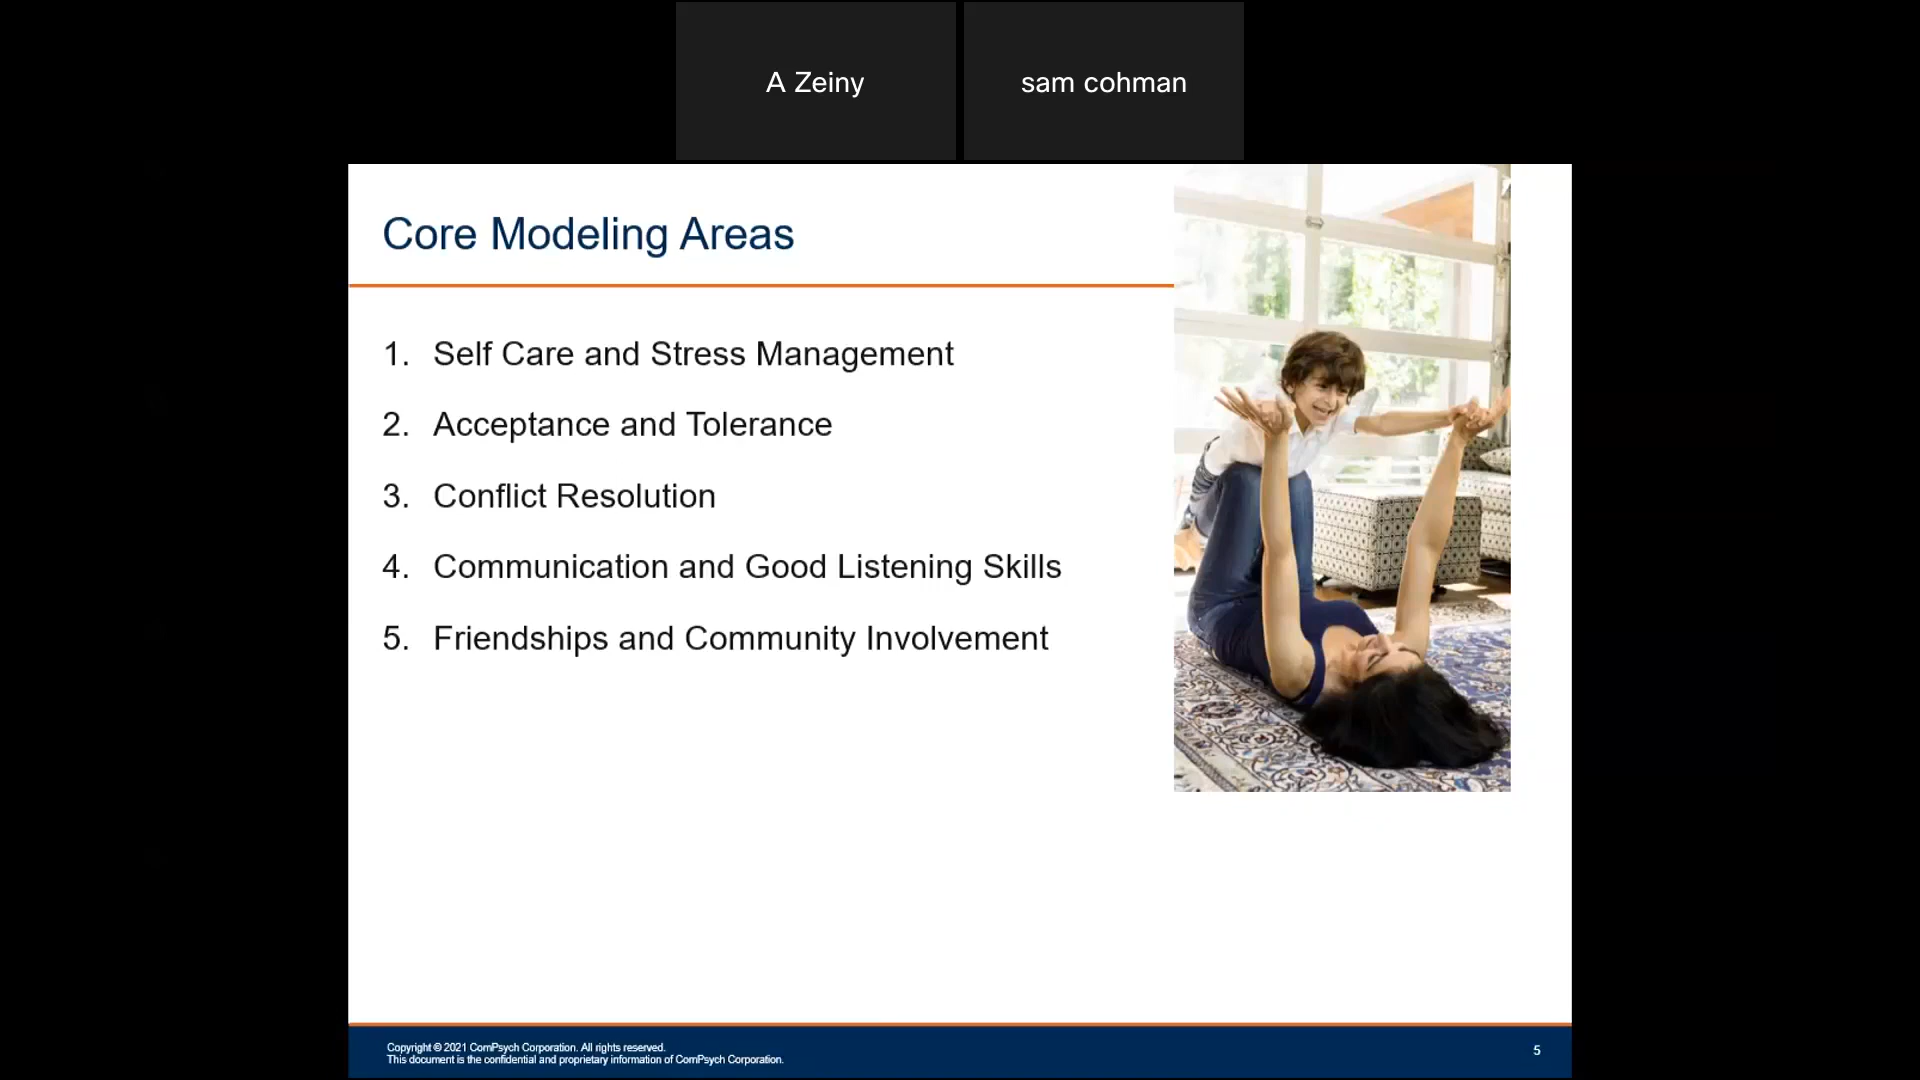 A Zeiny
sam cohman
Core Modeling Areas
1. Self Care and Stress Management
2. Acceptance and Tolerance
3. Conflict Resolution
4. Communication and Good Listening Skills
5. Friendships and Community Involvement
Copyright © 2021 ComPsych Corporation. All rights reserved.
This document is the confidential and proprietary information of ComPsych Corporation.
5